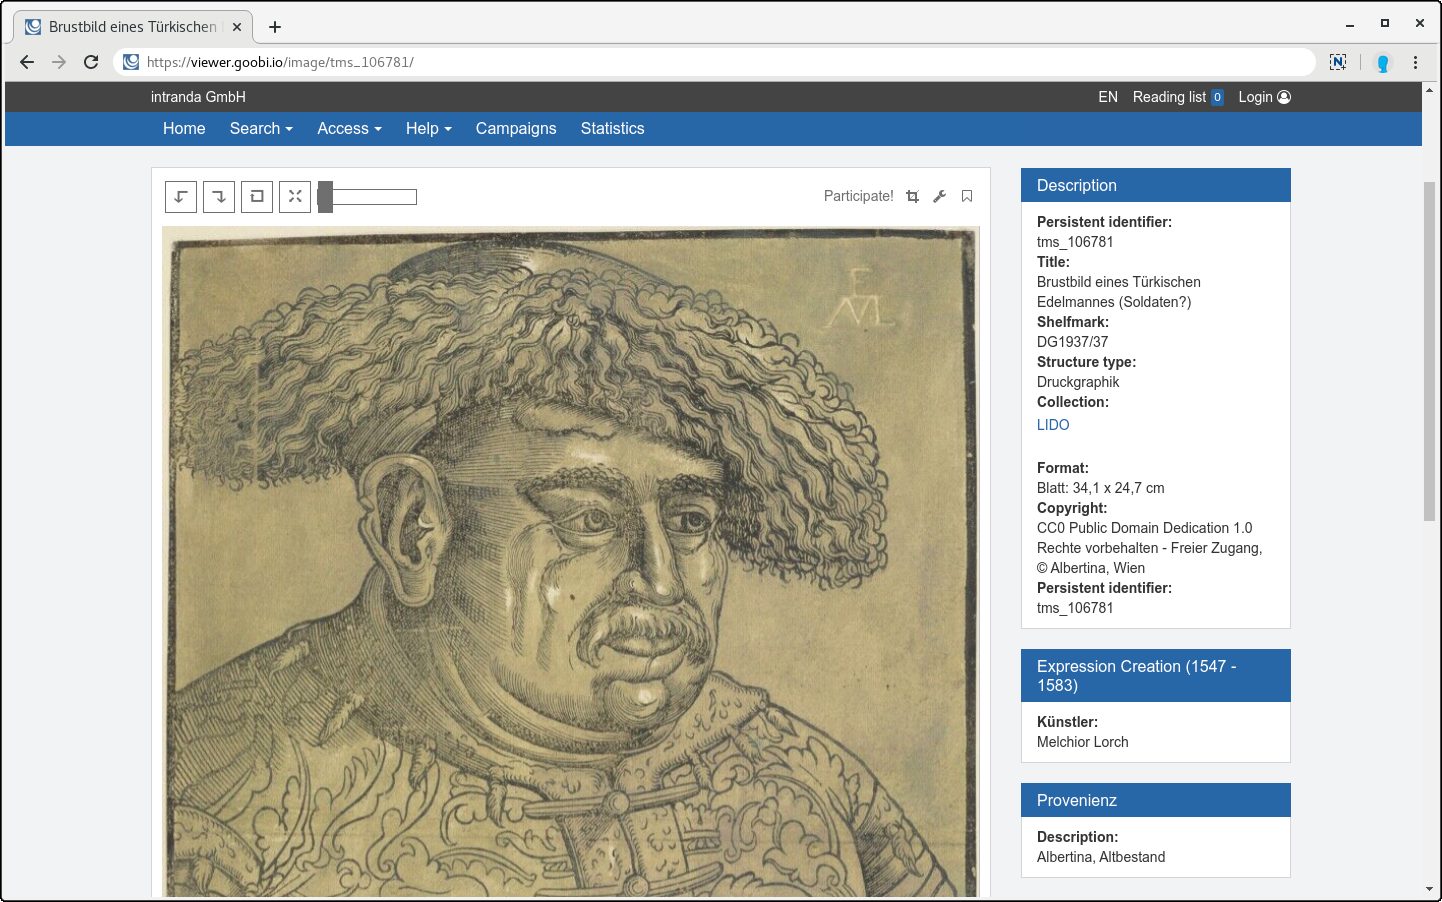 Brustbild eines Türkischen
https://viewer.goobi.io/image/tms_106781/
intranda GmbH
EN Reading list 0 Login
Home Search Access Help Campaigns Statistics
Participate!
Description
Persistent identifier:
tms_106781
Title:
Brustbild eines Türkischen
Edelmannes (Soldaten?)
Shelfmark:
DG1937/37
Structure type:
Druckgraphik
Collection:
LIDO
Format:
Blatt: 34,1 x 24,7 cm
Copyright:
CC0 Public Domain Dedication 1.0
Rechte vorbehalten - Freier Zugang,
© Albertina, Wien
Persistent identifier:
tms_106781
Expression Creation (1547 -
1583)
Künstler:
Melchior Lorch
Provenienz
Description:
Albertina, Altbestand